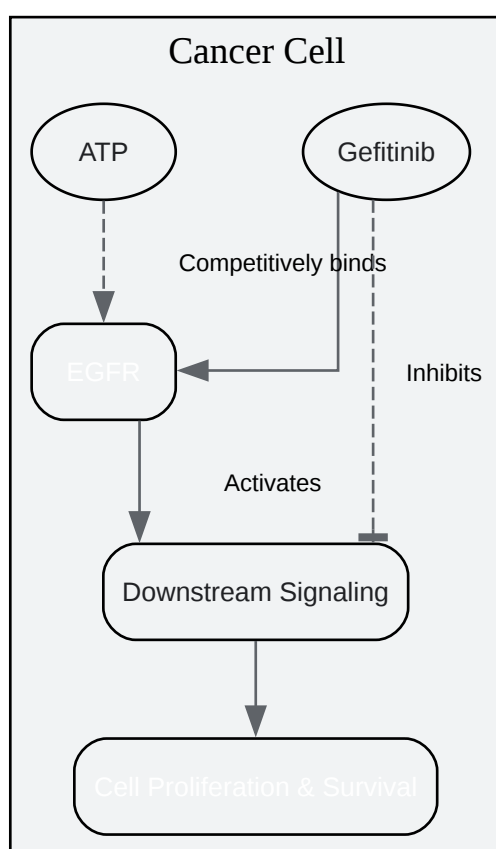 Cancer Cell
ATP
Gefitinib
Competitively binds
EGFR
Inhibits
Activates
Downstream Signaling
Cell Proliferation & Survival